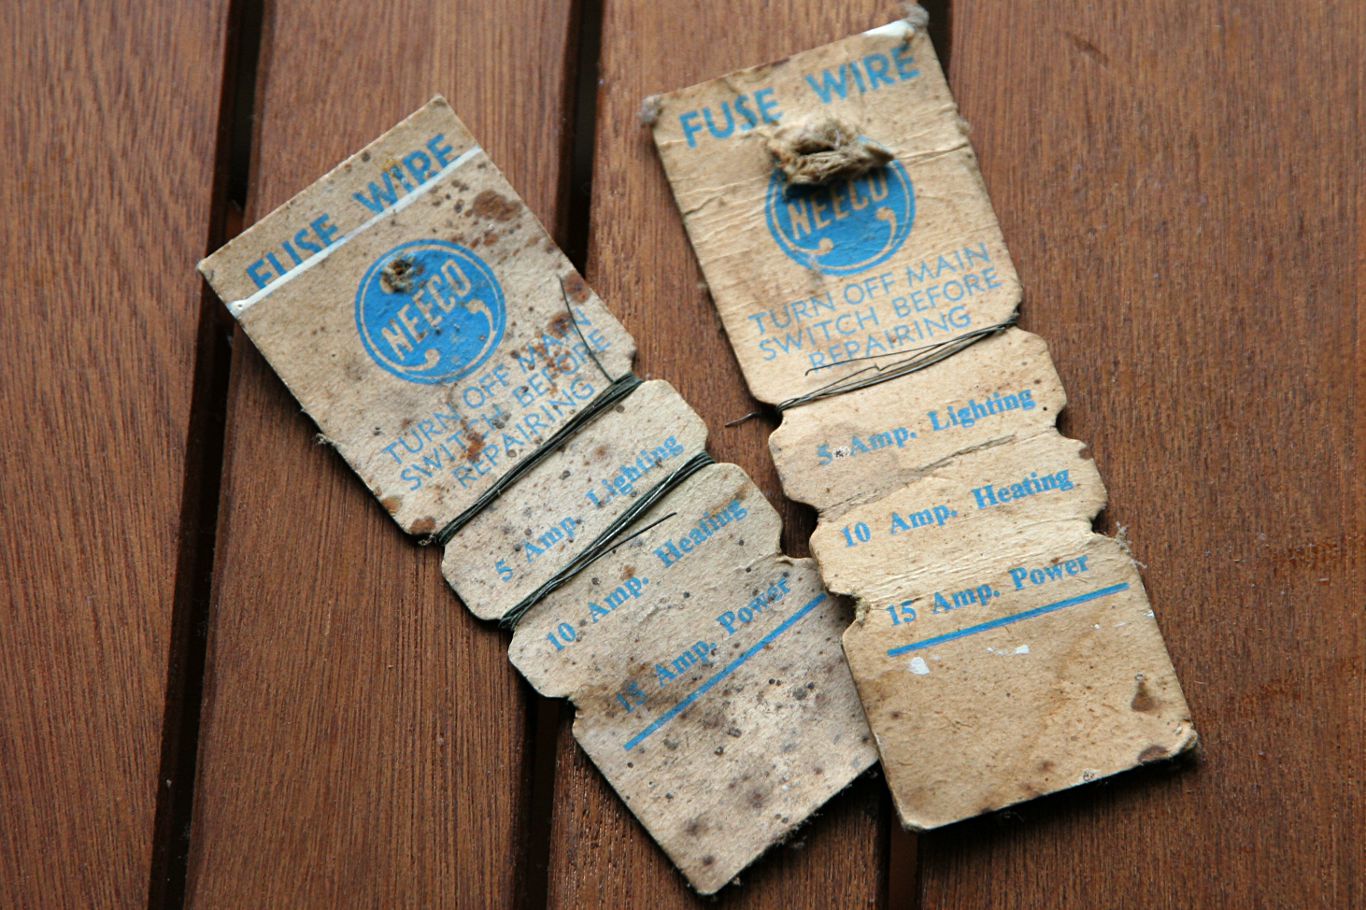 FUSE WIRE
NEECO
TURN OFF MAIN
SWITCH BEFORE
REPAIRING
5 Amp. Lighting
10 Amp. Heating
15 Amp. Power
FUSE WIRE
NEECO
TURN OFF MAIN
SWITCH BEFORE
REPAIRING
5 Amp. Lighting
10 Amp. Heating
15 Amp. Power